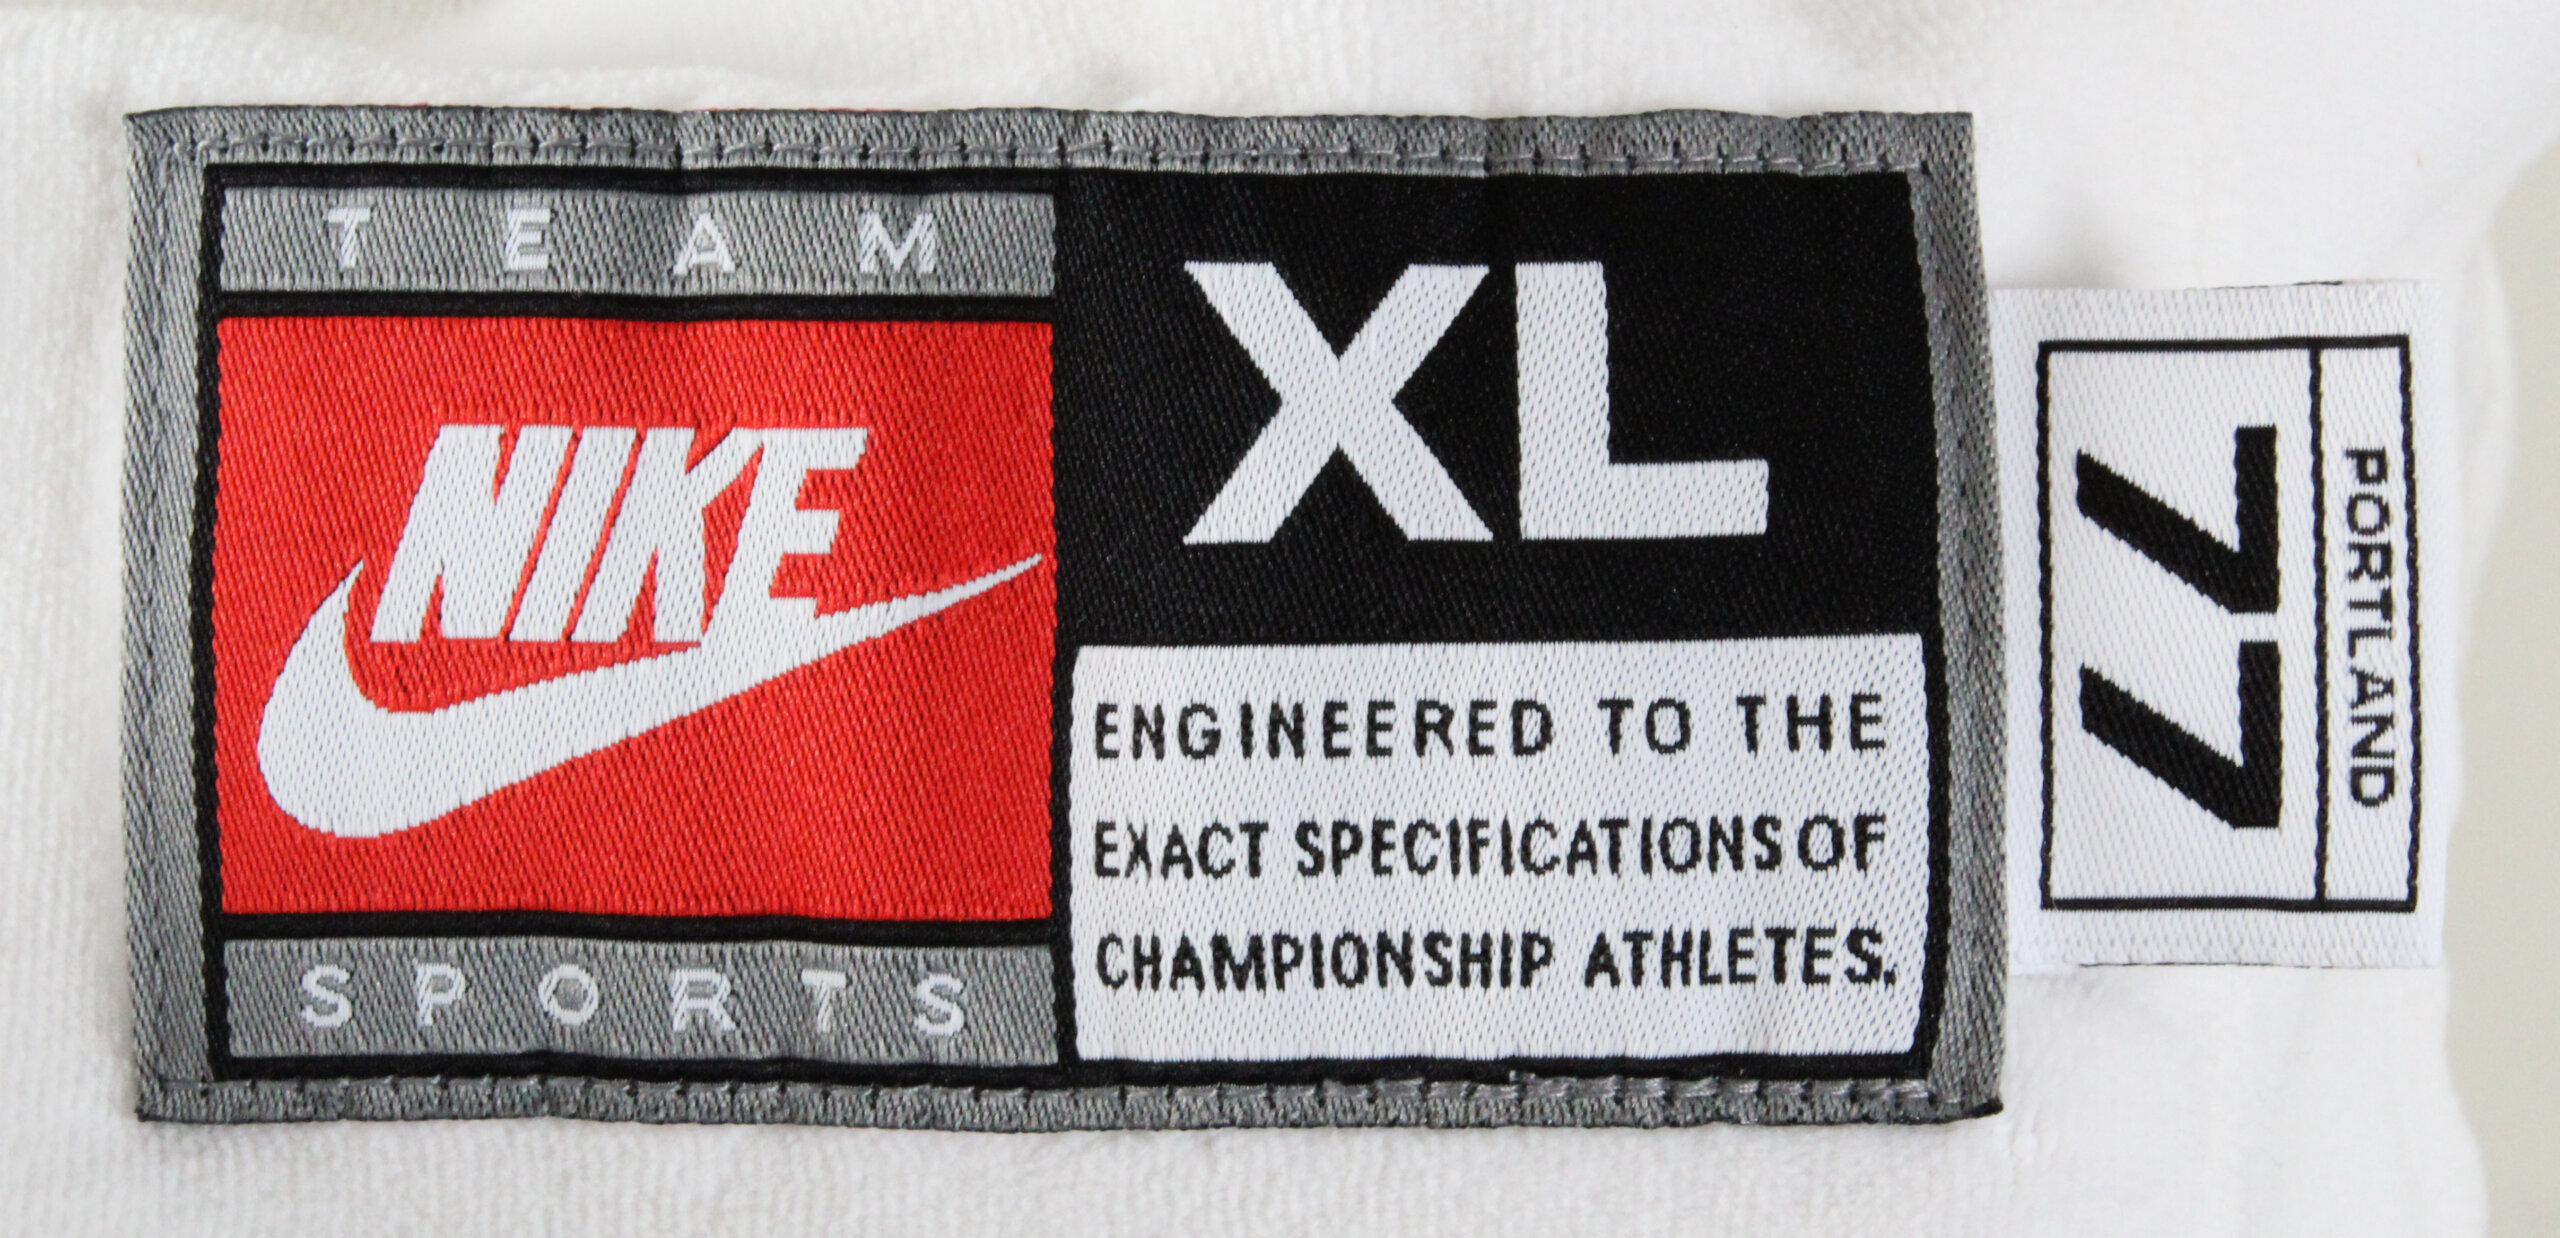 TEAM
NIKE
SPORTS
XL
ENGINEERED TO THE
EXACT SPECIFICATIONS OF
CHAMPIONSHIP ATHLETES.
PORTLAND
77